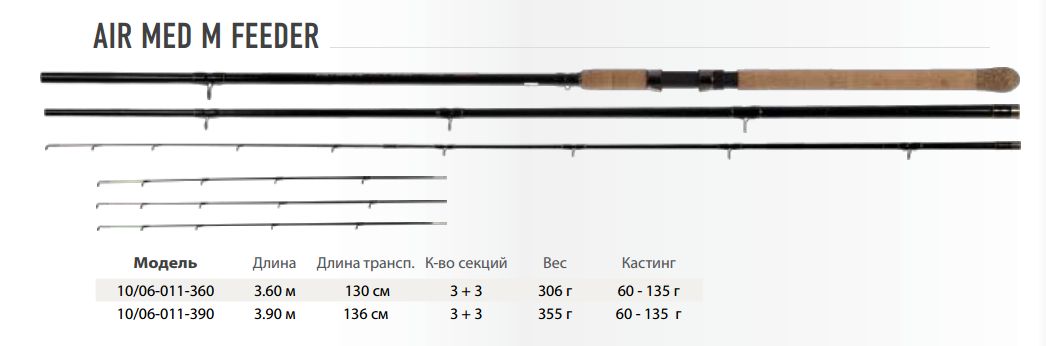 AIR MED M FEEDER
Модель Длина Длина трансп. К-во секций Вес Кастинг
10/06-011-360 3.60 м 130 см 3 + 3 306 г 60 - 135 г
10/06-011-390 3.90 м 136 см 3 + 3 355 г 60 - 135 г